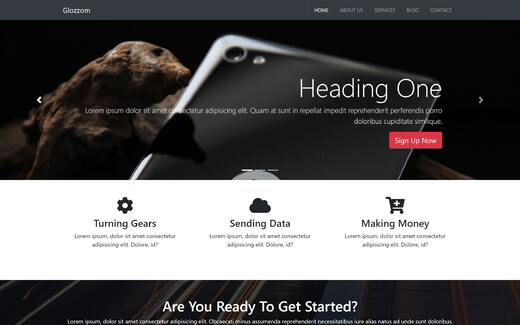 Glozzom
HOME ABOUT US SERVICES BLOG CONTACT
Heading One
Lorem ipsum dolor sit amet consectetur adipisicing elit. Quam at sunt in repellat impedit reprehenderit perferendis porro
doloribus cupiditate similique.
Sign Up Now
Turning Gears
Lorem ipsum, dolor sit amet consectetur
adipisicing elit. Dolore, id?
Sending Data
Lorem ipsum, dolor sit amet consectetur
adipisicing elit. Dolore, id?
Making Money
Lorem ipsum, dolor sit amet consectetur
adipisicing elit. Dolore, id?
Are You Ready To Get Started?
Lorem ipsum dolor sit amet consectetur, adipisicing elit. Obcaecati minus assumenda reprehenderit necessitatibus iure alias natus ad unde sunt doloribus.